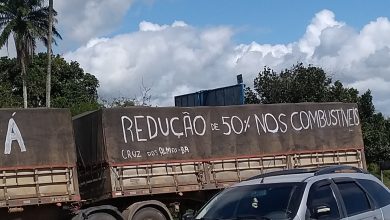 Á
REDUÇÃO DE 50% NOS COMBUSTÍVEIS
CRUZ DAS ALMAS-BA